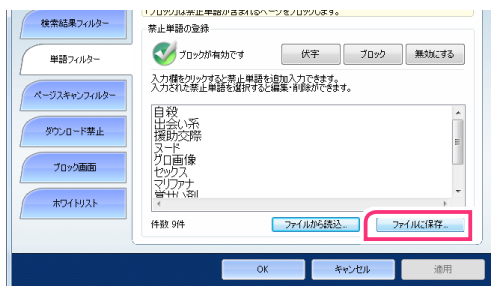 検索結果フィルター
単語フィルター
ページスキャンフィルター
ダウンロード禁止
ブロック画面
ホワイトリスト
「ブロック」は禁止単語が含まれるページをブロックします。
禁止単語の登録
ブロックが有効です
伏字
ブロック
無効にする
入力欄をクリックすると禁止単語を追加入力できます。
入力された禁止単語を選択すると編集・削除ができます。
自殺
出会い系
援助交際
ヌード
グロ画像
セックス
マリファナ
覚せい剤
件数 9件
ファイルから読込...
ファイルに保存...
OK
キャンセル
適用